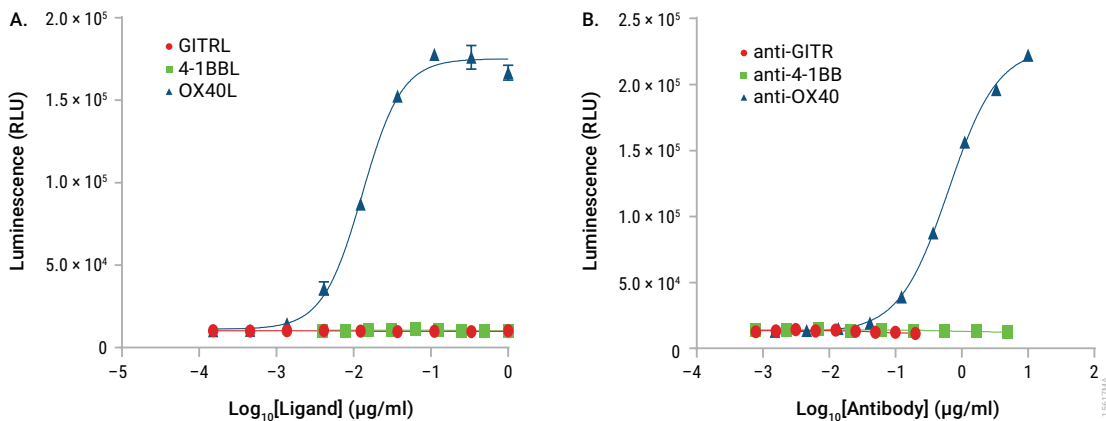 A.
2.0 × 10⁵
1.5 × 10⁵
1.0 × 10⁵
5.0 × 10⁴
0
Luminescence (RLU)
GITRL
4-1BBL
OX40L
−5
−4
−3
−2
−1
0
Log₁₀[Ligand] (µg/ml)
B.
2.5 × 10⁵
2.0 × 10⁵
1.5 × 10⁵
1.0 × 10⁵
5.0 × 10⁴
0
Luminescence (RLU)
anti-GITR
anti-4-1BB
anti-OX40
−4
−3
−2
−1
0
1
2
Log₁₀[Antibody] (µg/ml)